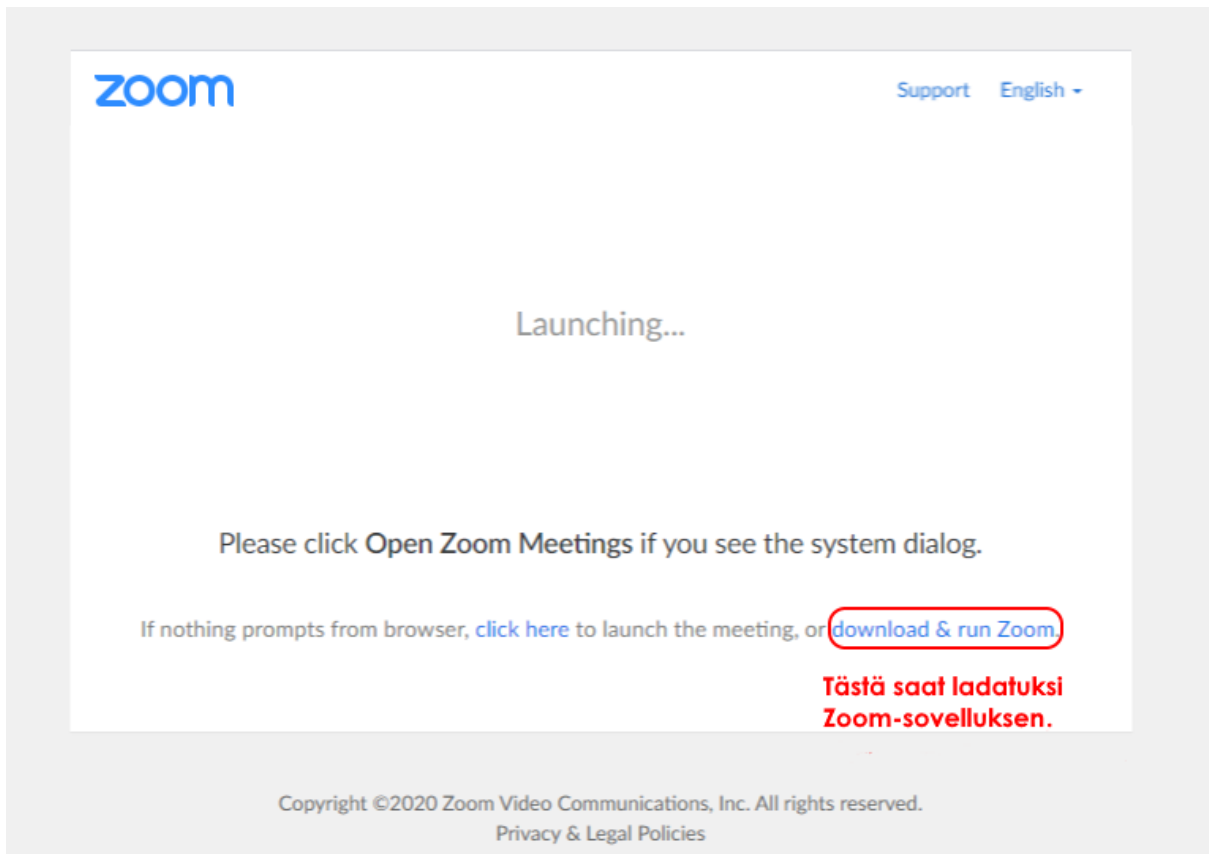 zoom
Support English
Launching...
Please click Open Zoom Meetings if you see the system dialog.
If nothing prompts from browser, click here to launch the meeting, or download & run Zoom.
Tästä saat ladatuksi
Zoom-sovelluksen.
Copyright ©2020 Zoom Video Communications, Inc. All rights reserved.
Privacy & Legal Policies